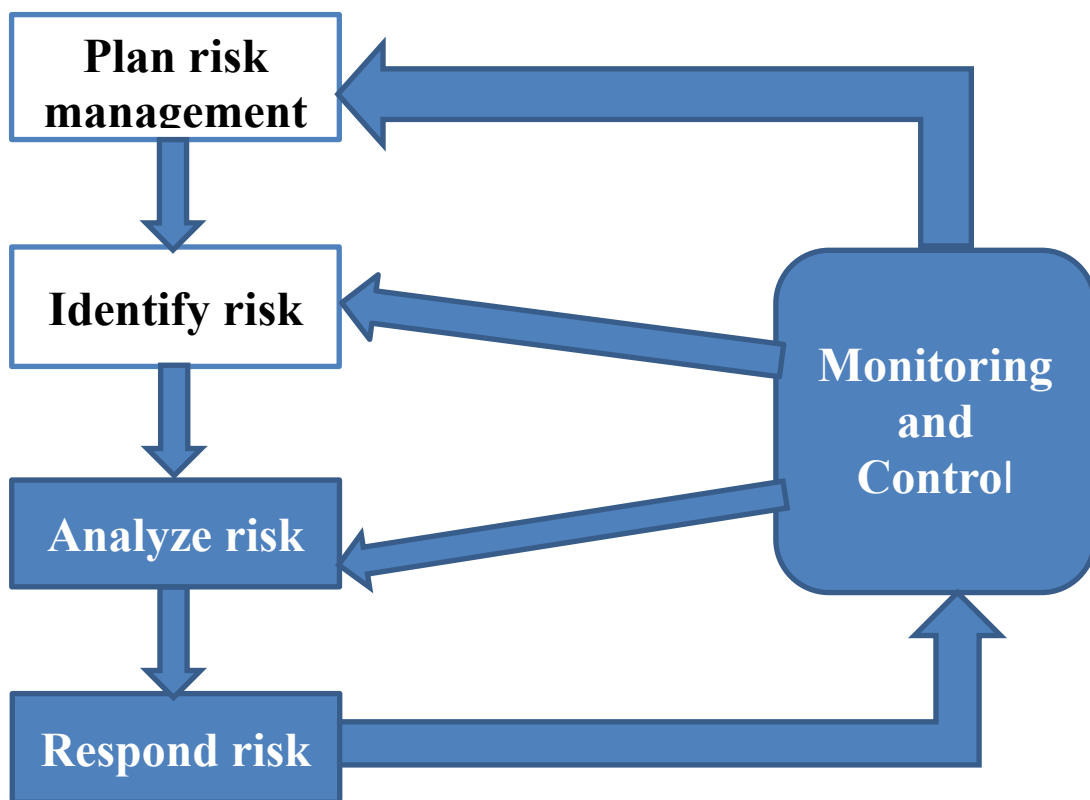 Plan risk
management
Identify risk
Analyze risk
Respond risk
Monitoring
and
Control